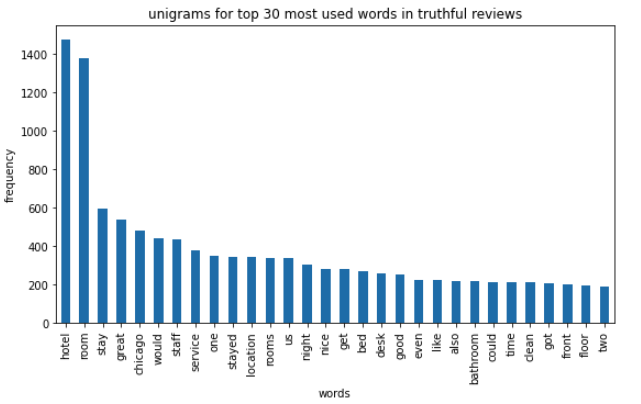 unigrams for top 30 most used words in truthful reviews
frequency
1400
1200
1000
800
600
400
200
0
hotel
room
stay
great
chicago
would
staff
service
one
stayed
location
rooms
us
night
nice
get
bed
desk
good
even
like
also
bathroom
could
time
clean
got
front
floor
two
words